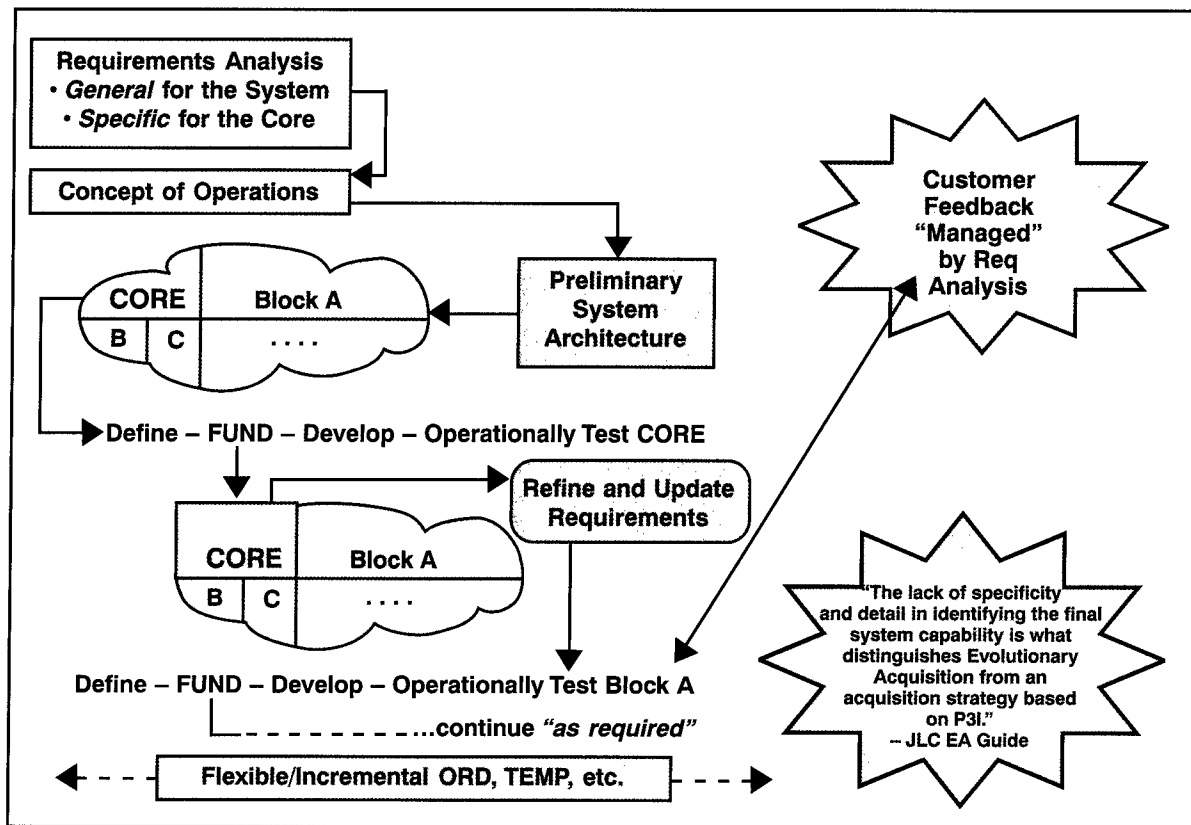 Requirements Analysis
• General for the System
• Specific for the Core
Concept of Operations
Preliminary
System
Architecture
CORE
Block A
B
C
. . . .
Define – FUND – Develop – Operationally Test CORE
Refine and Update
Requirements
CORE
Block A
B
C
. . . .
Define – FUND – Develop – Operationally Test Block A
...continue “as required”
Flexible/Incremental ORD, TEMP, etc.
Customer
Feedback
“Managed”
by Req
Analysis
“The lack of specificity
and detail in identifying the final
system capability is what
distinguishes Evolutionary
Acquisition from an
acquisition strategy based
on P3I.”
– JLC EA Guide